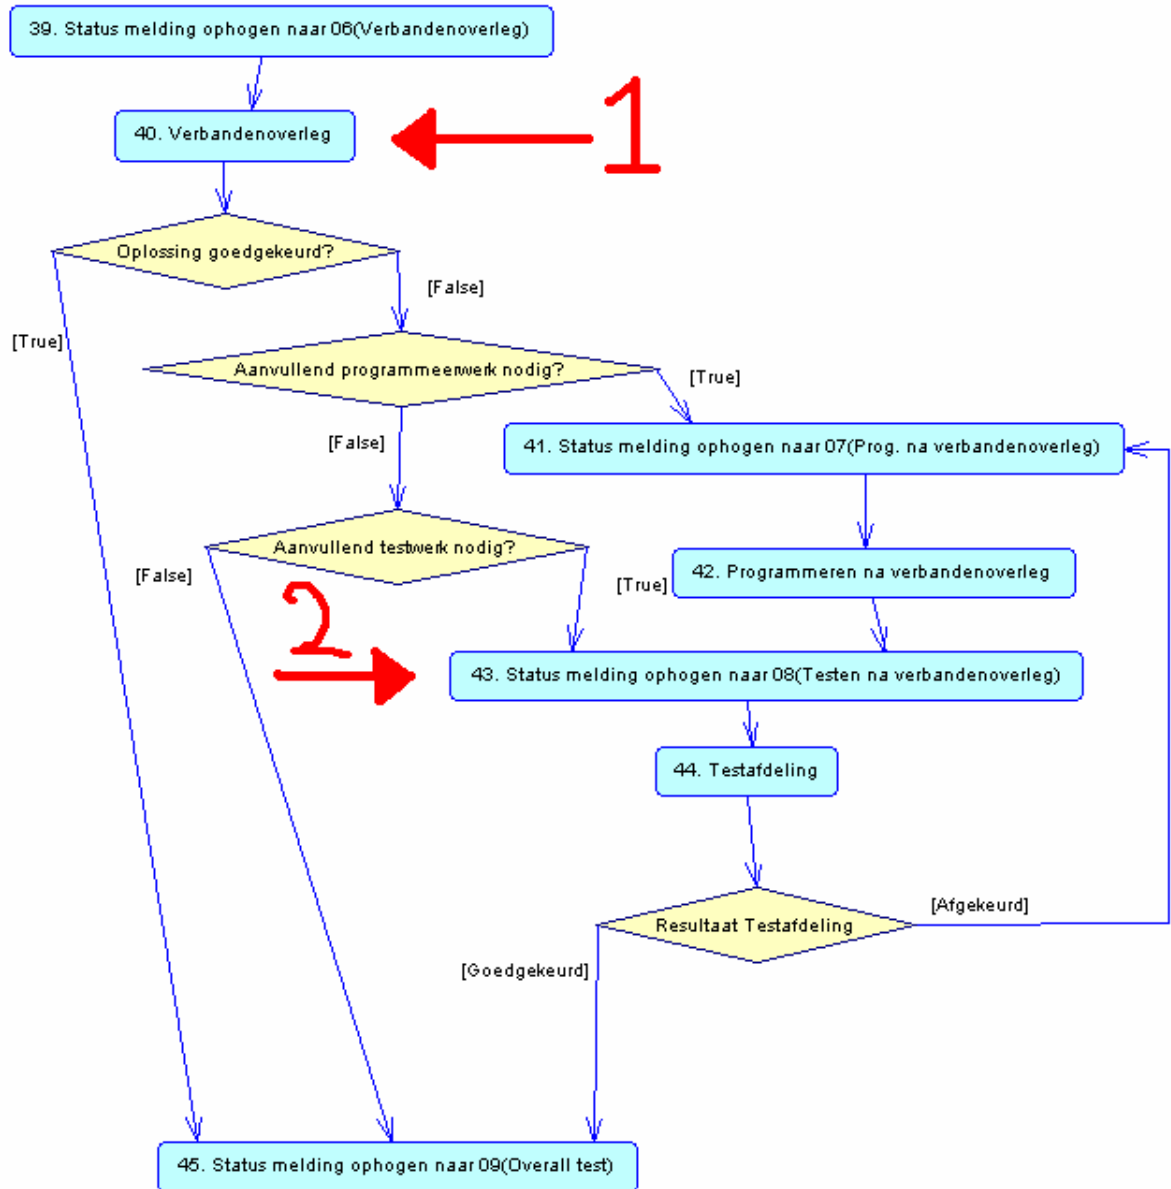 39. Status melding ophogen naar 06(Verbandenoverleg)
40. Verbandenoverleg
1
Oplossing goedgekeurd?
[False]
[True]
Aanvullend programmeerwerk nodig?
[True]
[False]
41. Status melding ophogen naar 07(Prog. na verbandenoverleg)
Aanvullend testwerk nodig?
[False]
[True]
42. Programmeren na verbandenoverleg
2
43. Status melding ophogen naar 08(Testen na verbandenoverleg)
44. Testafdeling
Resultaat Testafdeling
[Afgekeurd]
[Goedgekeurd]
45. Status melding ophogen naar 09(Overall test)